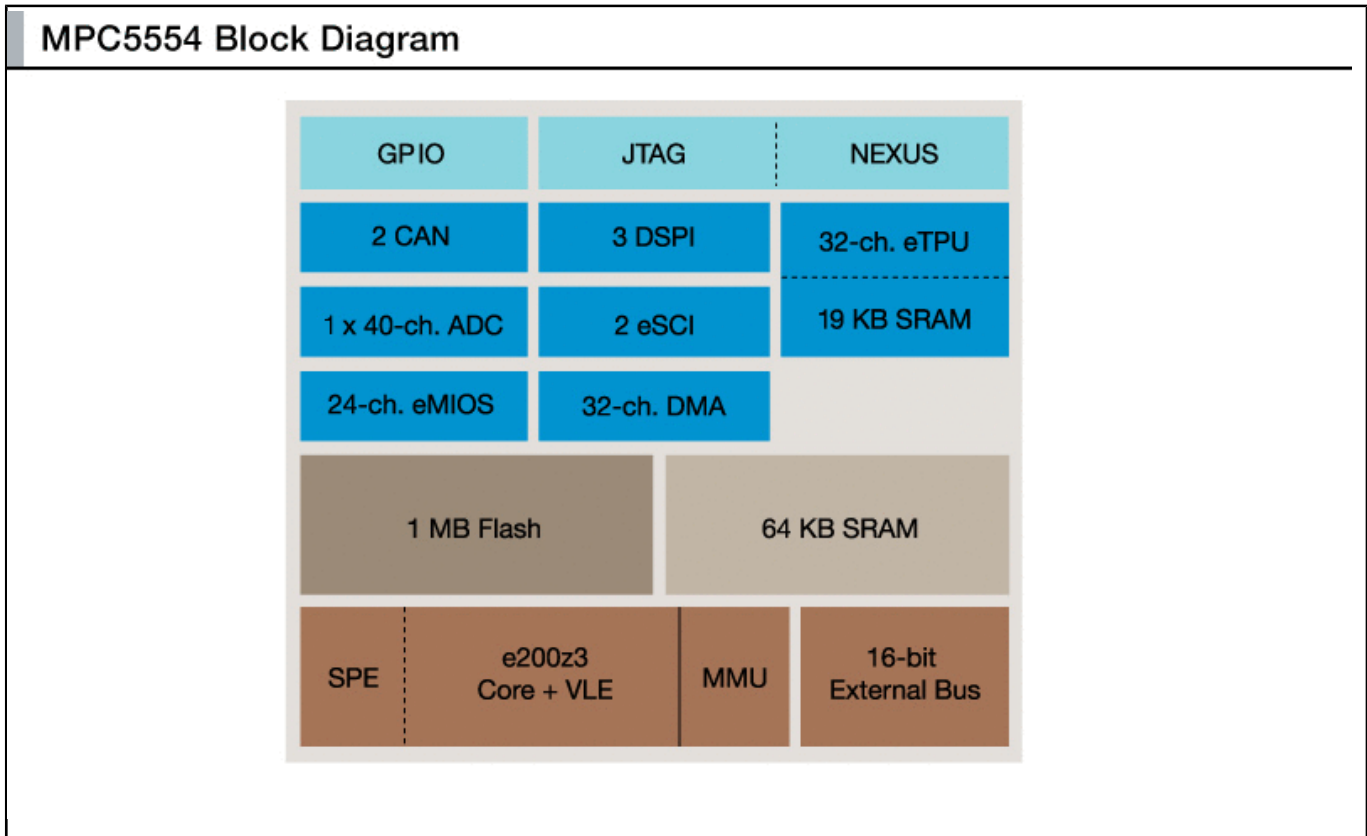 MPC5554 Block Diagram
GPIO
JTAG
NEXUS
2 CAN
3 DSPI
32-ch. eTPU
1 x 40-ch. ADC
2 eSCI
19 KB SRAM
24-ch. eMIOS
32-ch. DMA
1 MB Flash
64 KB SRAM
SPE
e200z3
Core + VLE
MMU
16-bit
External Bus